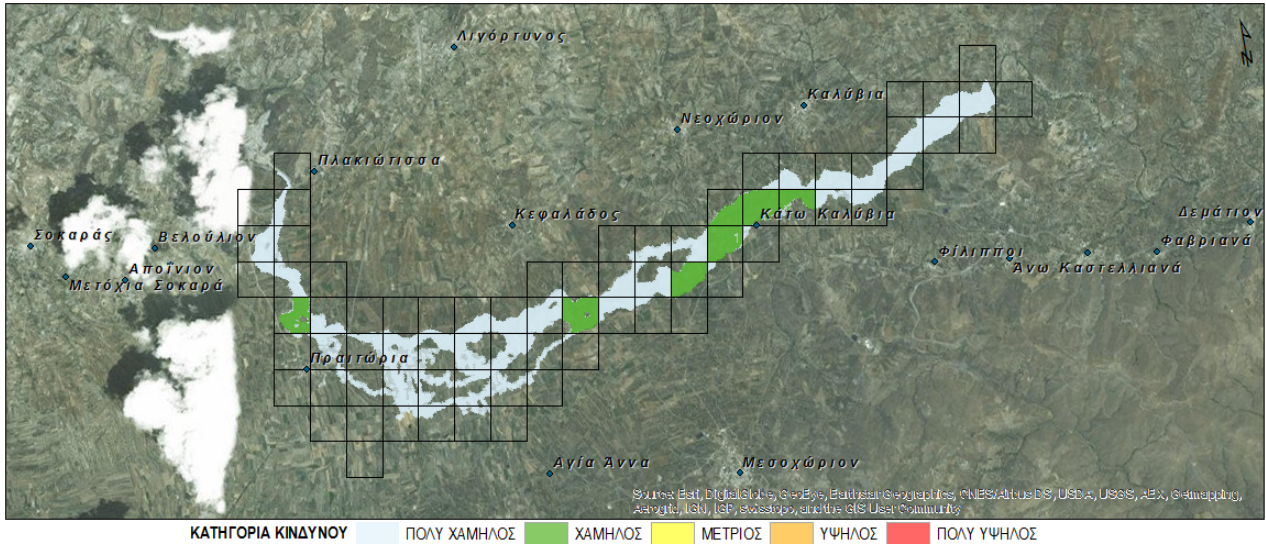 Λιγόρτυνος
Καλύβια
Νεοχώριον
Πλακιώτισσα
Κεφαλάδος
Κάτω Καλύβια
Δεμάτιον
Σοκαράς
Βελούλιον
Φίλιπποι
Φαβριανά
Άνω Καστελλιανά
Αποΐνιον
Μετόχια Σοκαρά
Πραιτώρια
Αγία Άννα
Μεσοχώριον
Source: Esri, DigitalGlobe, GeoEye, Earthstar Geographics, CNES/Airbus DS, USDA, USGS, AEX, Getmapping,
Aerogrid, IGN, IGP, swisstopo, and the GIS User Community
ΚΑΤΗΓΟΡΙΑ ΚΙΝΔΥΝΟΥ ΠΟΛΥ ΧΑΜΗΛΟΣ ΧΑΜΗΛΟΣ ΜΕΤΡΙΟΣ ΥΨΗΛΟΣ ΠΟΛΥ ΥΨΗΛΟΣ